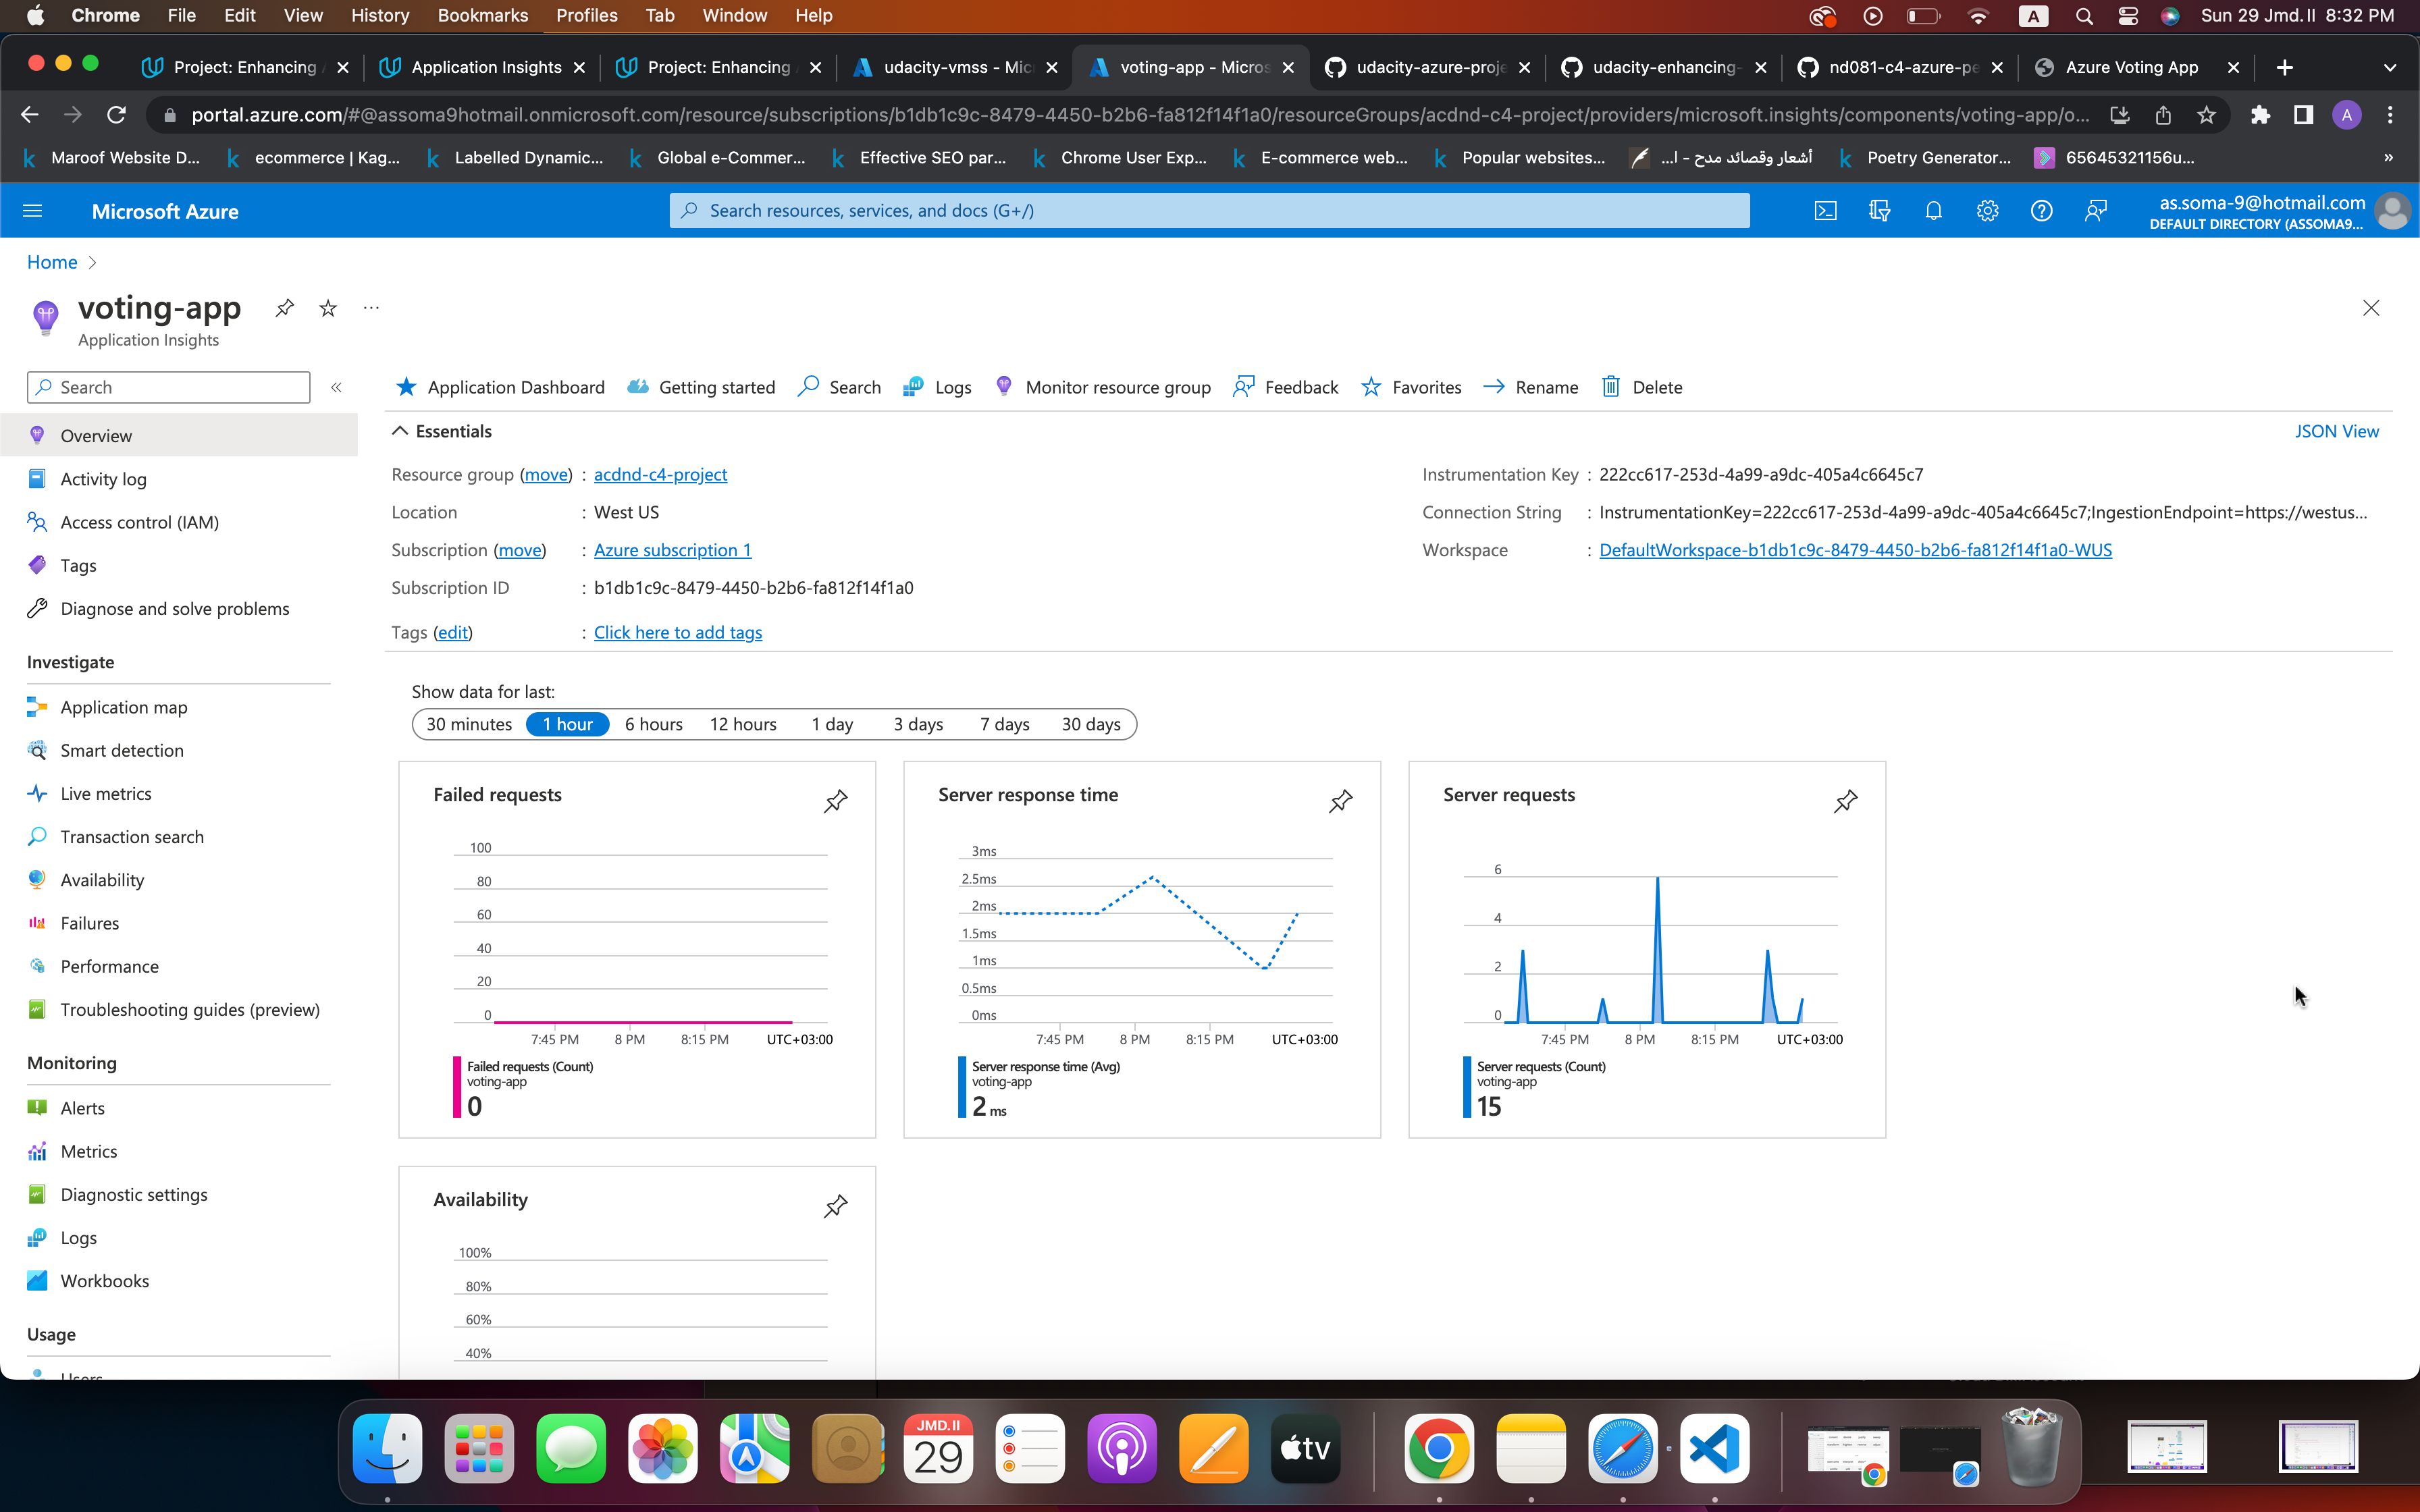 Chrome File Edit View History Bookmarks Profiles Tab Window Help A Sun 29 Jmd.II 8:32 PM
Project: Enhancing Application Insights Project: Enhancing udacity-vmss - Mic voting-app - Micros udacity-azure-proje udacity-enhancing- nd081-c4-azure-pe Azure Voting App
portal.azure.com/#@assoma9hotmail.onmicrosoft.com/resource/subscriptions/b1db1c9c-8479-4450-b2b6-fa812f14f1a0/resourceGroups/acdnd-c4-project/providers/microsoft.insights/components/voting-app/o... A
Maroof Website D... ecommerce | Kag... Labelled Dynamic... Global e-Commer... Effective SEO par... Chrome User Exp... E-commerce web... Popular websites... أشعار وقصائد مدح - ا... Poetry Generator... 65645321156u... »
Microsoft Azure Search resources, services, and docs (G+/) as.soma-9@hotmail.com
DEFAULT DIRECTORY (ASSOMA9...
Home
voting-app ...
Application Insights
Search «
Application Dashboard Getting started Search Logs Monitor resource group Feedback Favorites Rename Delete
Overview
Activity log
Access control (IAM)
Tags
Diagnose and solve problems
Investigate
Application map
Smart detection
Live metrics
Transaction search
Availability
Failures
Performance
Troubleshooting guides (preview)
Monitoring
Alerts
Metrics
Diagnostic settings
Logs
Workbooks
Usage
Users
Essentials JSON View
Resource group (move) : acdnd-c4-project
Location : West US
Subscription (move) : Azure subscription 1
Subscription ID : b1db1c9c-8479-4450-b2b6-fa812f14f1a0
Tags (edit) : Click here to add tags
Instrumentation Key : 222cc617-253d-4a99-a9dc-405a4c6645c7
Connection String : InstrumentationKey=222cc617-253d-4a99-a9dc-405a4c6645c7;IngestionEndpoint=https://westus...
Workspace : DefaultWorkspace-b1db1c9c-8479-4450-b2b6-fa812f14f1a0-WUS
Show data for last:
30 minutes 1 hour 6 hours 12 hours 1 day 3 days 7 days 30 days
Failed requests
100
80
60
40
20
0
7:45 PM 8 PM 8:15 PM UTC+03:00
Failed requests (Count)
voting-app
0
Server response time
3ms
2.5ms
2ms
1.5ms
1ms
0.5ms
0ms
7:45 PM 8 PM 8:15 PM UTC+03:00
Server response time (Avg)
voting-app
2 ms
Server requests
6
4
2
0
7:45 PM 8 PM 8:15 PM UTC+03:00
Server requests (Count)
voting-app
15
Availability
100%
80%
60%
40%
JMD.II
29
tv